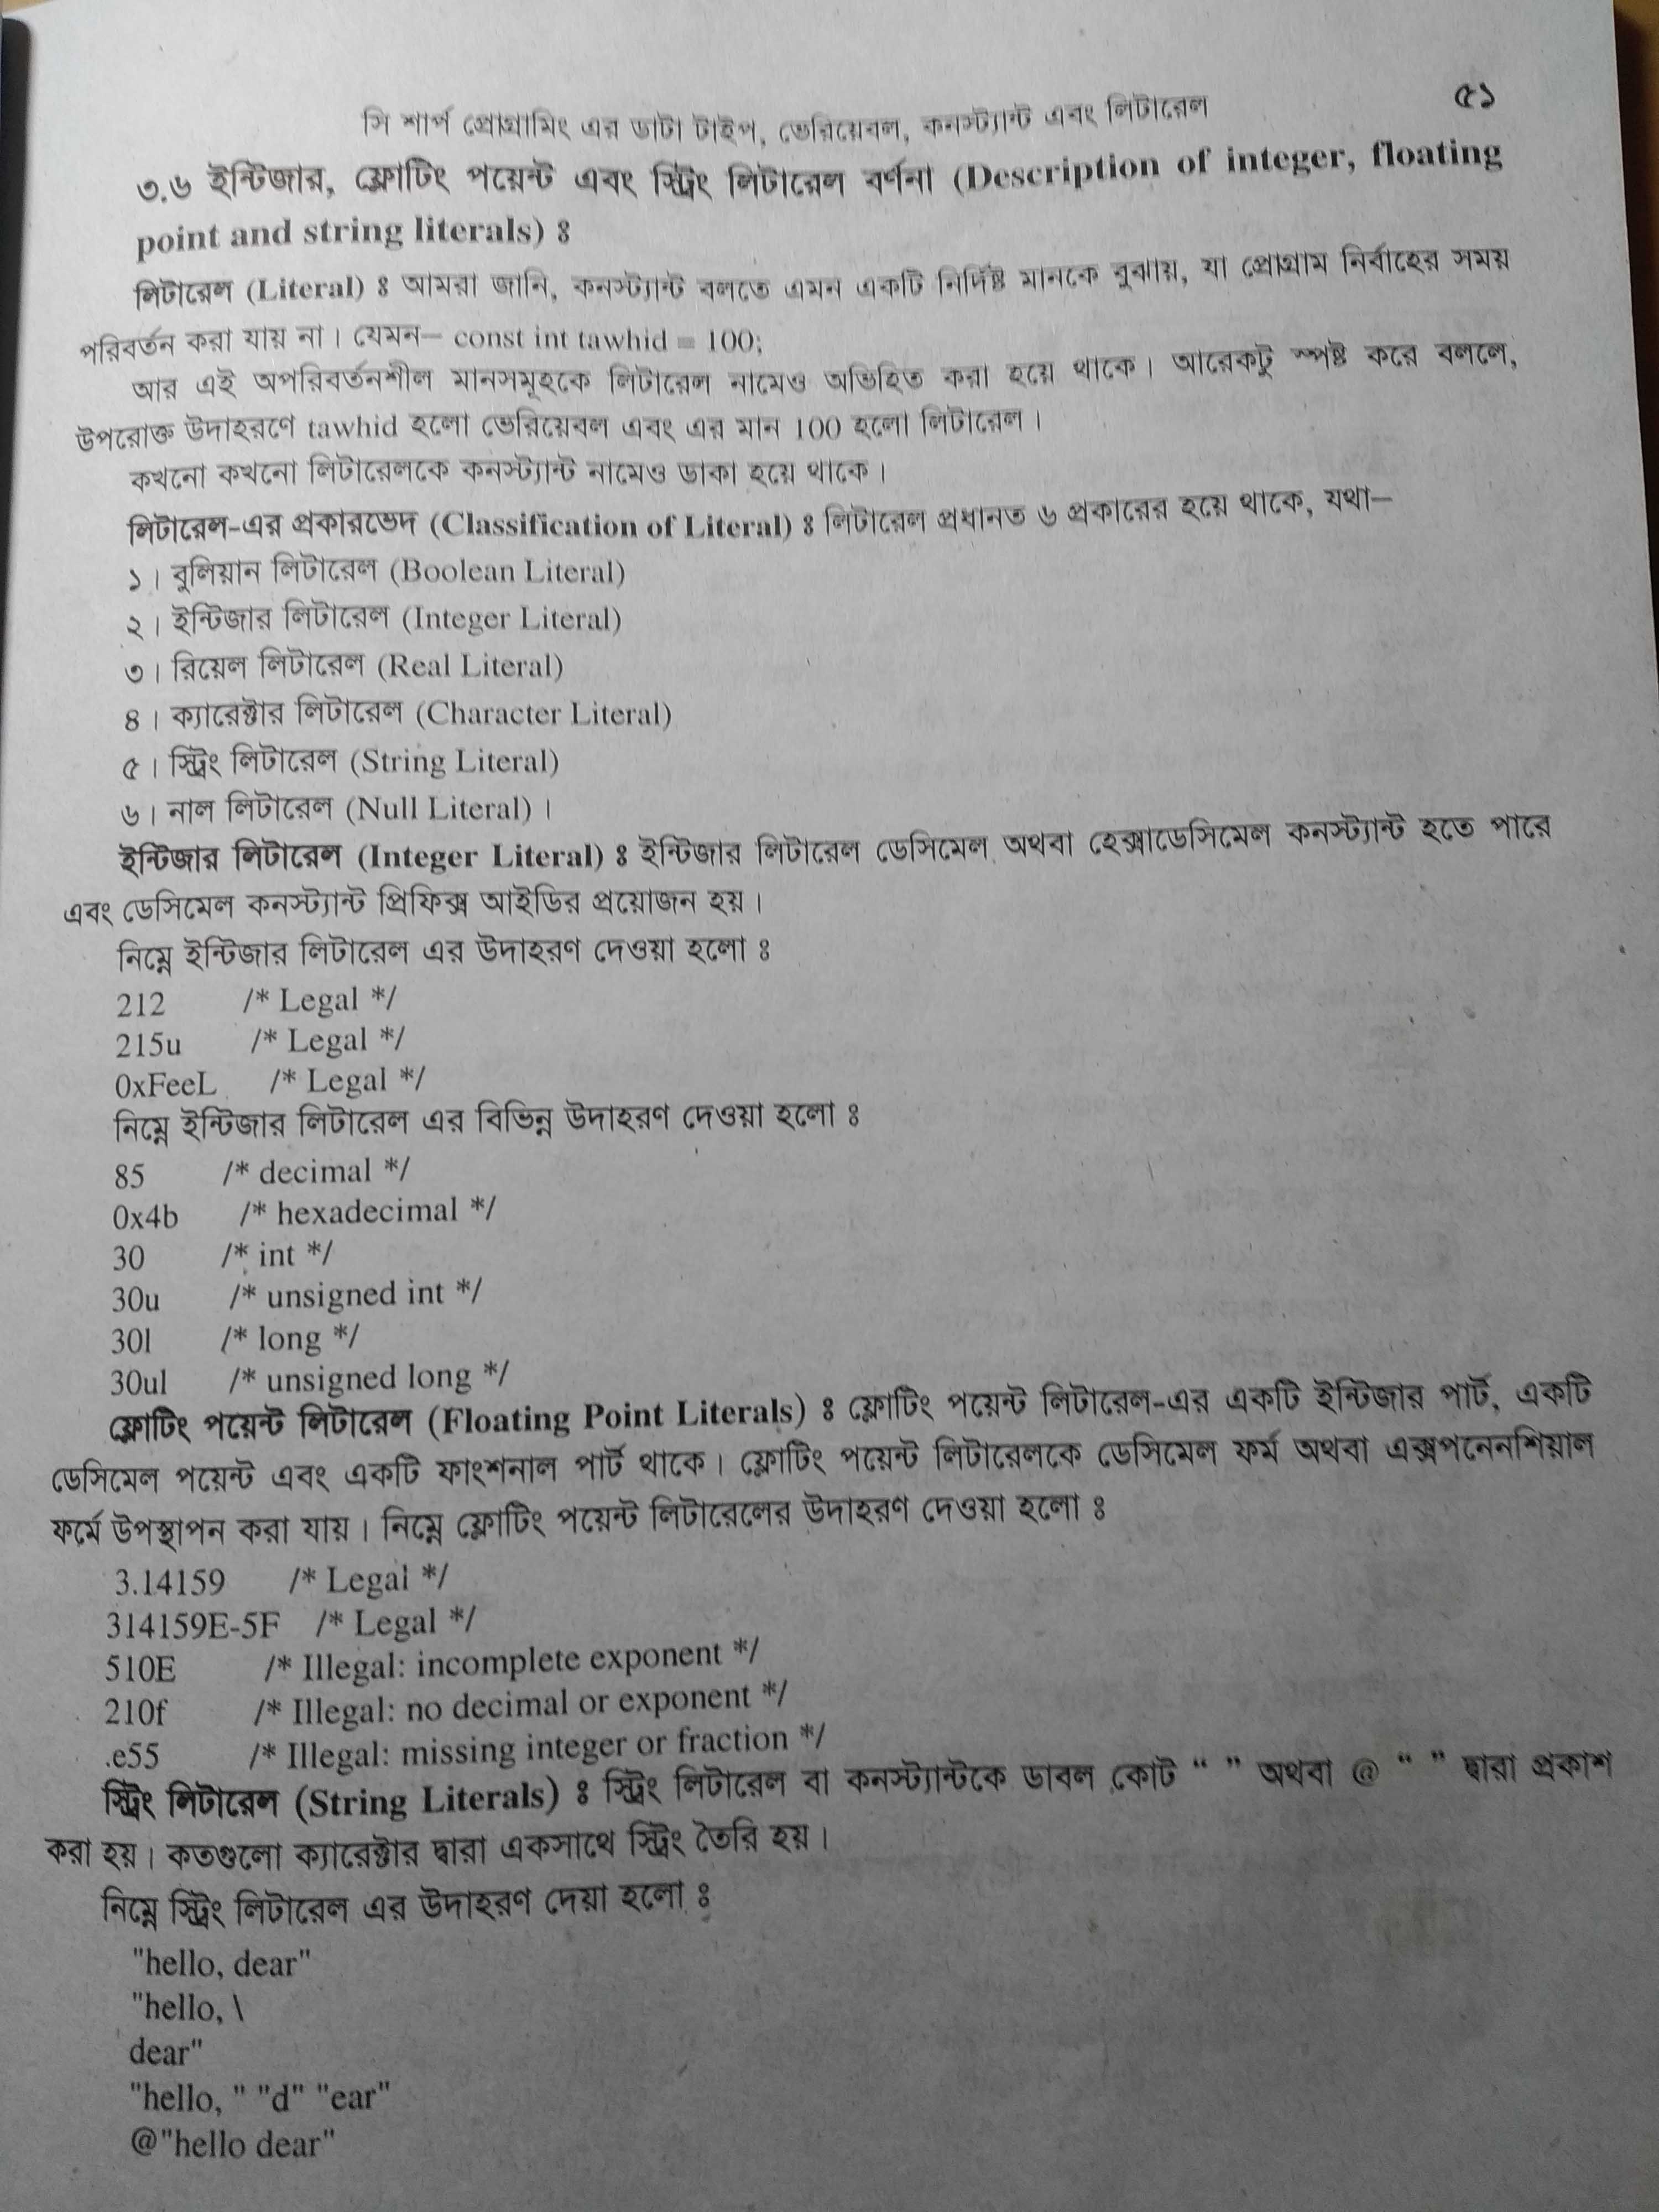 ৫১
সি শার্প প্রোগ্রামিং এর ডাটা টাইপ, ভেরিয়েবল, কনস্ট্যান্ট এবং লিটারেল
৩.৬ ইন্টিজার, ফ্লোটিং পয়েন্ট এবং স্ট্রিং লিটারেল বর্ণনা (Description of integer, floating
point and string literals) ঃ
লিটারেল (Literal) ঃ আমরা জানি, কনস্ট্যান্ট বলতে এমন একটি নির্দিষ্ট মানকে বুঝায়, যা প্রোগ্রাম নির্বাহের সময়
পরিবর্তন করা যায় না। যেমন– const int tawhid = 100;
আর এই অপরিবর্তনশীল মানসমূহকে লিটারেল নামেও অভিহিত করা হয়ে থাকে। আরেকটু স্পষ্ট করে বললে,
উপরোক্ত উদাহরণে tawhid হলো ভেরিয়েবল এবং এর মান 100 হলো লিটারেল।
কখনো কখনো লিটারেলকে কনস্ট্যান্ট নামেও ডাকা হয়ে থাকে।
লিটারেল-এর প্রকারভেদ (Classification of Literal) ঃ লিটারেল প্রধানত ৬ প্রকারের হয়ে থাকে, যথা–
১। বুলিয়ান লিটারেল (Boolean Literal)
২। ইন্টিজার লিটারেল (Integer Literal)
৩। রিয়েল লিটারেল (Real Literal)
৪। ক্যারেক্টার লিটারেল (Character Literal)
৫। স্ট্রিং লিটারেল (String Literal)
৬। নাল লিটারেল (Null Literal)।
ইন্টিজার লিটারেল (Integer Literal) ঃ ইন্টিজার লিটারেল ডেসিমেল অথবা হেক্সাডেসিমেল কনস্ট্যান্ট হতে পারে
এবং ডেসিমেল কনস্ট্যান্ট প্রিফিক্স আইডির প্রয়োজন হয়।
নিম্নে ইন্টিজার লিটারেল এর উদাহরণ দেওয়া হলো ঃ
212 /* Legal */
215u /* Legal */
0xFeeL /* Legal */
নিম্নে ইন্টিজার লিটারেল এর বিভিন্ন উদাহরণ দেওয়া হলো ঃ
85 /* decimal */
0x4b /* hexadecimal */
30 /* int */
30u /* unsigned int */
30l /* long */
30ul /* unsigned long */
ফ্লোটিং পয়েন্ট লিটারেল (Floating Point Literals) ঃ ফ্লোটিং পয়েন্ট লিটারেল-এর একটি ইন্টিজার পার্ট, একটি
ডেসিমেল পয়েন্ট এবং একটি ফাংশনাল পার্ট থাকে। ফ্লোটিং পয়েন্ট লিটারেলকে ডেসিমেল ফর্ম অথবা এক্সপনেনশিয়াল
ফর্মে উপস্থাপন করা যায়। নিম্নে ফ্লোটিং পয়েন্ট লিটারেলের উদাহরণ দেওয়া হলো ঃ
3.14159 /* Legal */
314159E-5F /* Legal */
510E /* Illegal: incomplete exponent */
210f /* Illegal: no decimal or exponent */
.e55 /* Illegal: missing integer or fraction */
স্ট্রিং লিটারেল (String Literals) ঃ স্ট্রিং লিটারেল বা কনস্ট্যান্টকে ডাবল কোট “ ” অথবা @ “ ” দ্বারা প্রকাশ
করা হয়। কতগুলো ক্যারেক্টার দ্বারা একসাথে স্ট্রিং তৈরি হয়।
নিম্নে স্ট্রিং লিটারেল এর উদাহরণ দেয়া হলো ঃ
"hello, dear"
"hello, \
dear"
"hello, " "d" "ear"
@"hello dear"